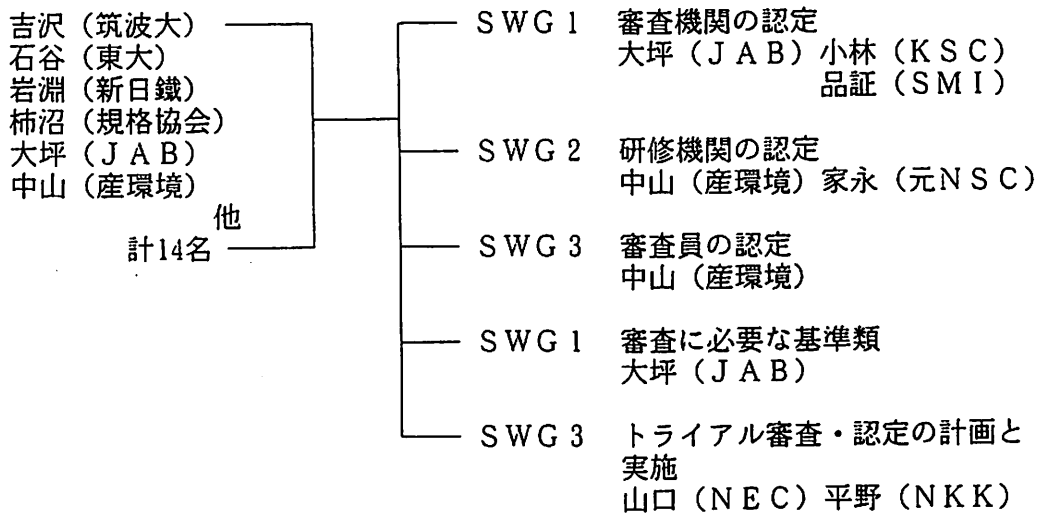 吉沢（筑波大）
石谷（東大）
岩淵（新日鐵）
柿沼（規格協会）
大坪（ＪＡＢ）
中山（産環境）
他
計14名
ＳＷＧ１　審査機関の認定
大坪（ＪＡＢ）小林（ＫＳＣ）
品証（ＳＭＩ）
ＳＷＧ２　研修機関の認定
中山（産環境）家永（元ＮＳＣ）
ＳＷＧ３　審査員の認定
中山（産環境）
ＳＷＧ１　審査に必要な基準類
大坪（ＪＡＢ）
ＳＷＧ３　トライアル審査・認定の計画と
実施
山口（ＮＥＣ）平野（ＮＫＫ）